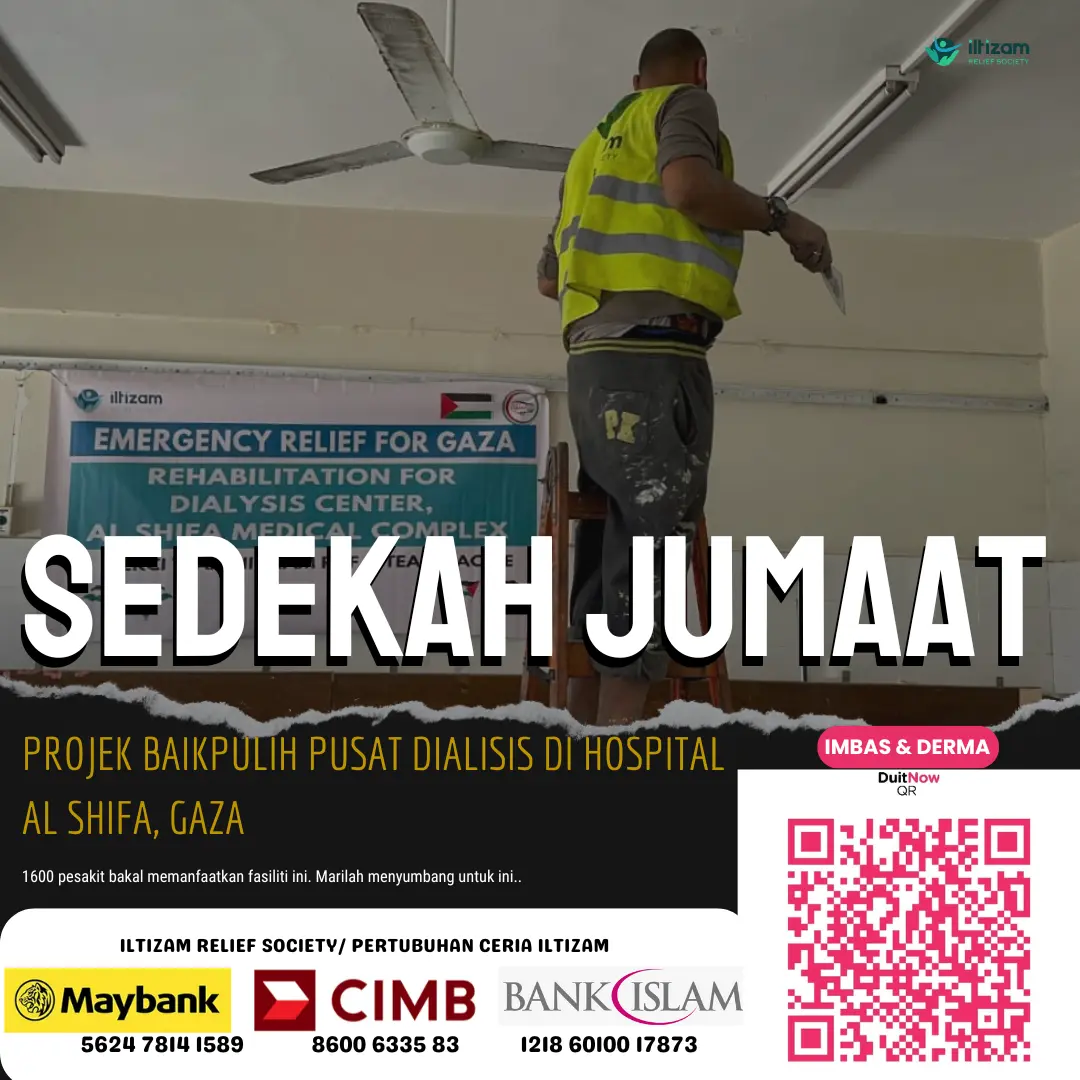 iltizam
RELIEF SOCIETY
iltizam
EMERGENCY RELIEF FOR GAZA
REHABILITATION FOR
DIALYSIS CENTER,
AL SHIFA MEDICAL COMPLEX
SEDEKAH JUMAAT
PROJEK BAIKPULIH PUSAT DIALISIS DI HOSPITAL
AL SHIFA, GAZA
1600 pesakit bakal memanfaatkan fasiliti ini. Marilah menyumbang untuk ini..
IMBAS & DERMA
DuitNow
QR
ILTIZAM RELIEF SOCIETY/ PERTUBUHAN CERIA ILTIZAM
Maybank
CIMB
BANK ISLAM
5624 7814 1589
8600 6335 83
1218 60100 17873